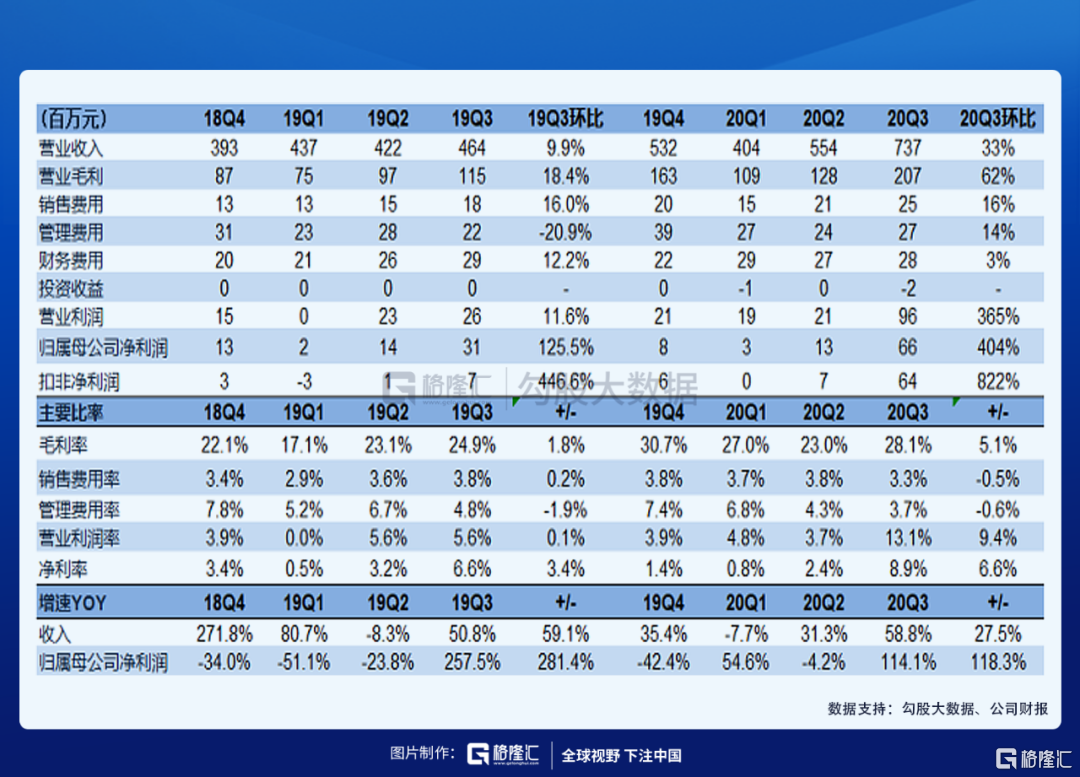 (百万元) 18Q4 19Q1 19Q2 19Q3 19Q3环比 19Q4 20Q1 20Q2 20Q3 20Q3环比
营业收入 393 437 422 464 9.9% 532 404 554 737 33%
营业毛利 87 75 97 115 18.4% 163 109 128 207 62%
销售费用 13 13 15 18 16.0% 20 15 21 25 16%
管理费用 31 23 28 22 -20.9% 39 27 24 27 14%
财务费用 20 21 26 29 12.2% 22 29 27 28 3%
投资收益 0 0 0 0 - 0 -1 0 -2 -
营业利润 15 0 23 26 11.6% 21 19 21 96 365%
归属母公司净利润 13 2 14 31 125.5% 8 3 13 66 404%
扣非净利润 3 -3 1 7 446.6% 6 0 7 64 822%
格隆汇 勾股大数据
主要比率 18Q4 19Q1 19Q2 19Q3 +/- 19Q4 20Q1 20Q2 20Q3 +/-
毛利率 22.1% 17.1% 23.1% 24.9% 1.8% 30.7% 27.0% 23.0% 28.1% 5.1%
销售费用率 3.4% 2.9% 3.6% 3.8% 0.2% 3.8% 3.7% 3.8% 3.3% -0.5%
管理费用率 7.8% 5.2% 6.7% 4.8% -1.9% 7.4% 6.8% 4.3% 3.7% -0.6%
营业利润率 3.9% 0.0% 5.6% 5.6% 0.1% 3.9% 4.8% 3.7% 13.1% 9.4%
净利率 3.4% 0.5% 3.2% 6.6% 3.4% 1.4% 0.8% 2.4% 8.9% 6.6%
增速YOY 18Q4 19Q1 19Q2 19Q3 +/- 19Q4 20Q1 20Q2 20Q3 +/-
收入 271.8% 80.7% -8.3% 50.8% 59.1% 35.4% -7.7% 31.3% 58.8% 27.5%
归属母公司净利润 -34.0% -51.1% -23.8% 257.5% 281.4% -42.4% 54.6% -4.2% 114.1% 118.3%
数据支持：勾股大数据、公司财报
图片制作： 格隆汇 www.gelonghui.com 全球视野 下注中国
格隆汇